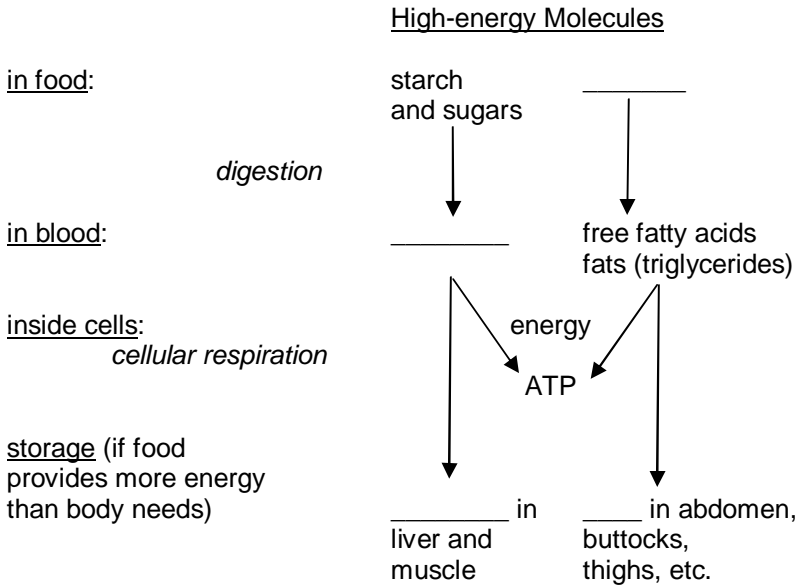 High-energy Molecules
in food: starch ________
and sugars
digestion
in blood: _________ free fatty acids
fats (triglycerides)
inside cells: energy
cellular respiration
ATP
storage (if food
provides more energy
than body needs) _________ in ____ in abdomen,
liver and buttocks,
muscle thighs, etc.